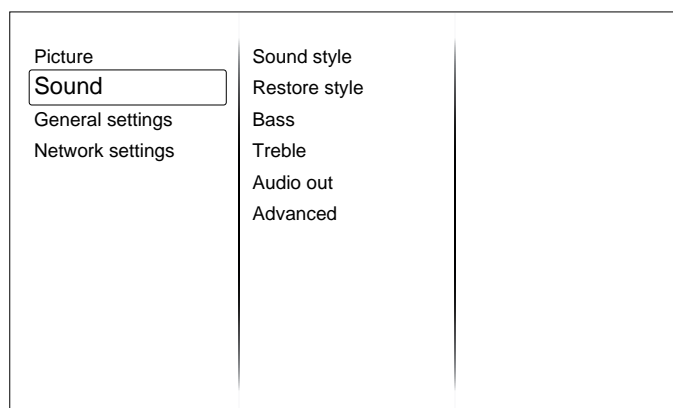 Picture
Sound
General settings
Network settings
Sound style
Restore style
Bass
Treble
Audio out
Advanced